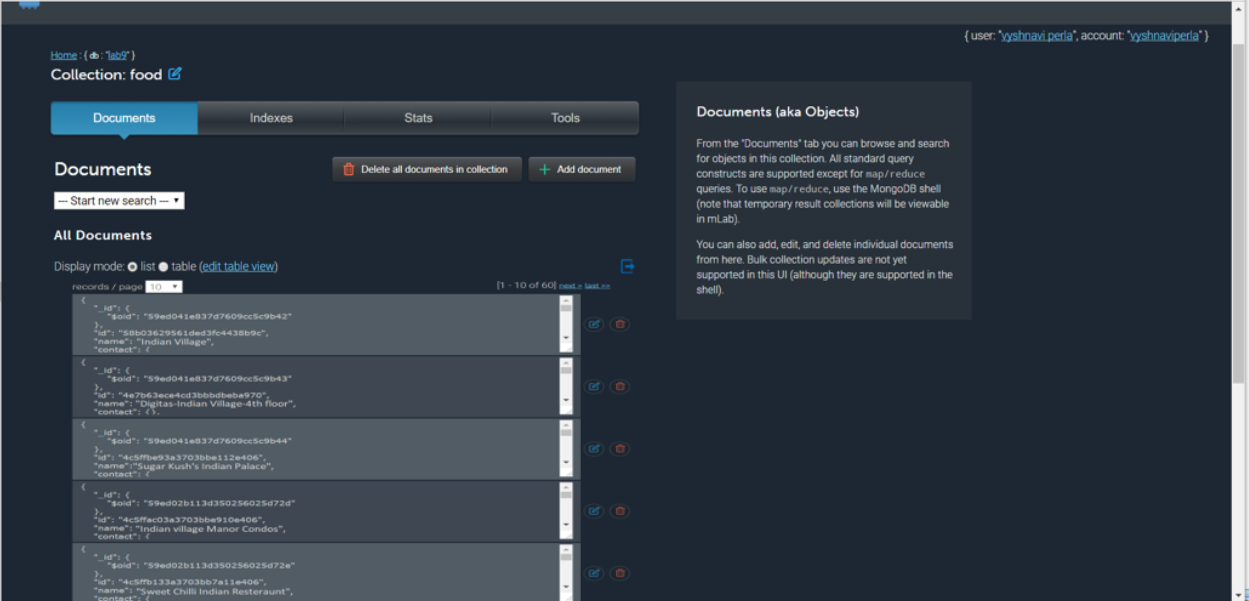 { user: "vyshnavi perla", account: "vyshnaviperla" }
Home : { db : "lab9" }
Collection: food
Documents Indexes Stats Tools
Documents
Delete all documents in collection
Add document
--- Start new search ---
All Documents
Display mode: list table (edit table view)
records / page 10 [1 - 10 of 60] next » last »»
{
"_id": {
"$oid": "59ed041e837d7609cc5c9b42"
},
"id": "58b03629561ded3fc4438b9c",
"name": "Indian Village",
"contact": {
{
"_id": {
"$oid": "59ed041e837d7609cc5c9b43"
},
"id": "4e7b63ece4cd3bbbdbeba970",
"name": "Digitas-Indian Village-4th floor",
"contact": {},
{
"_id": {
"$oid": "59ed041e837d7609cc5c9b44"
},
"id": "4c5ffbe93a3703bbe112e406",
"name":"Sugar Kush's Indian Palace",
"contact": {
{
"_id": {
"$oid": "59ed02b113d350256025d72d"
},
"id": "4c5ffac03a3703bbe910e406",
"name": "Indian village Manor Condos",
"contact": {
{
"_id": {
"$oid": "59ed02b113d350256025d72e"
},
"id": "4c5ffb133a3703bb7a11e406",
"name": "Sweet Chilli Indian Resteraunt",
"contact": {
Documents (aka Objects)
From the "Documents" tab you can browse and search
for objects in this collection. All standard query
constructs are supported except for map/reduce
queries. To use map/reduce, use the MongoDB shell
(note that temporary result collections will be viewable
in mLab).
You can also add, edit, and delete individual documents
from here. Bulk collection updates are not yet
supported in this UI (although they are supported in the
shell).